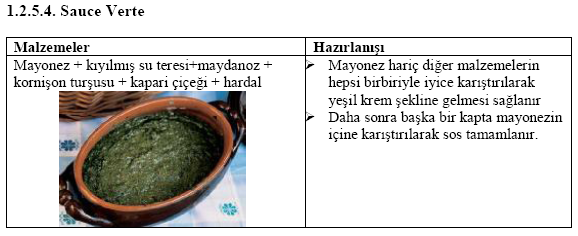 1.2.5.4. Sauce Verte
Malzemeler
Mayonez + kıyılmış su teresi+maydanoz +
kornişon turşusu + kapari çiçeği + hardal
Hazırlanışı
➢ Mayonez hariç diğer malzemelerin
hepsi birbiriyle iyice karıştırılarak
yeşil krem şekline gelmesi sağlanır
➢ Daha sonra başka bir kapta mayonezin
içine karıştırılarak sos tamamlanır.